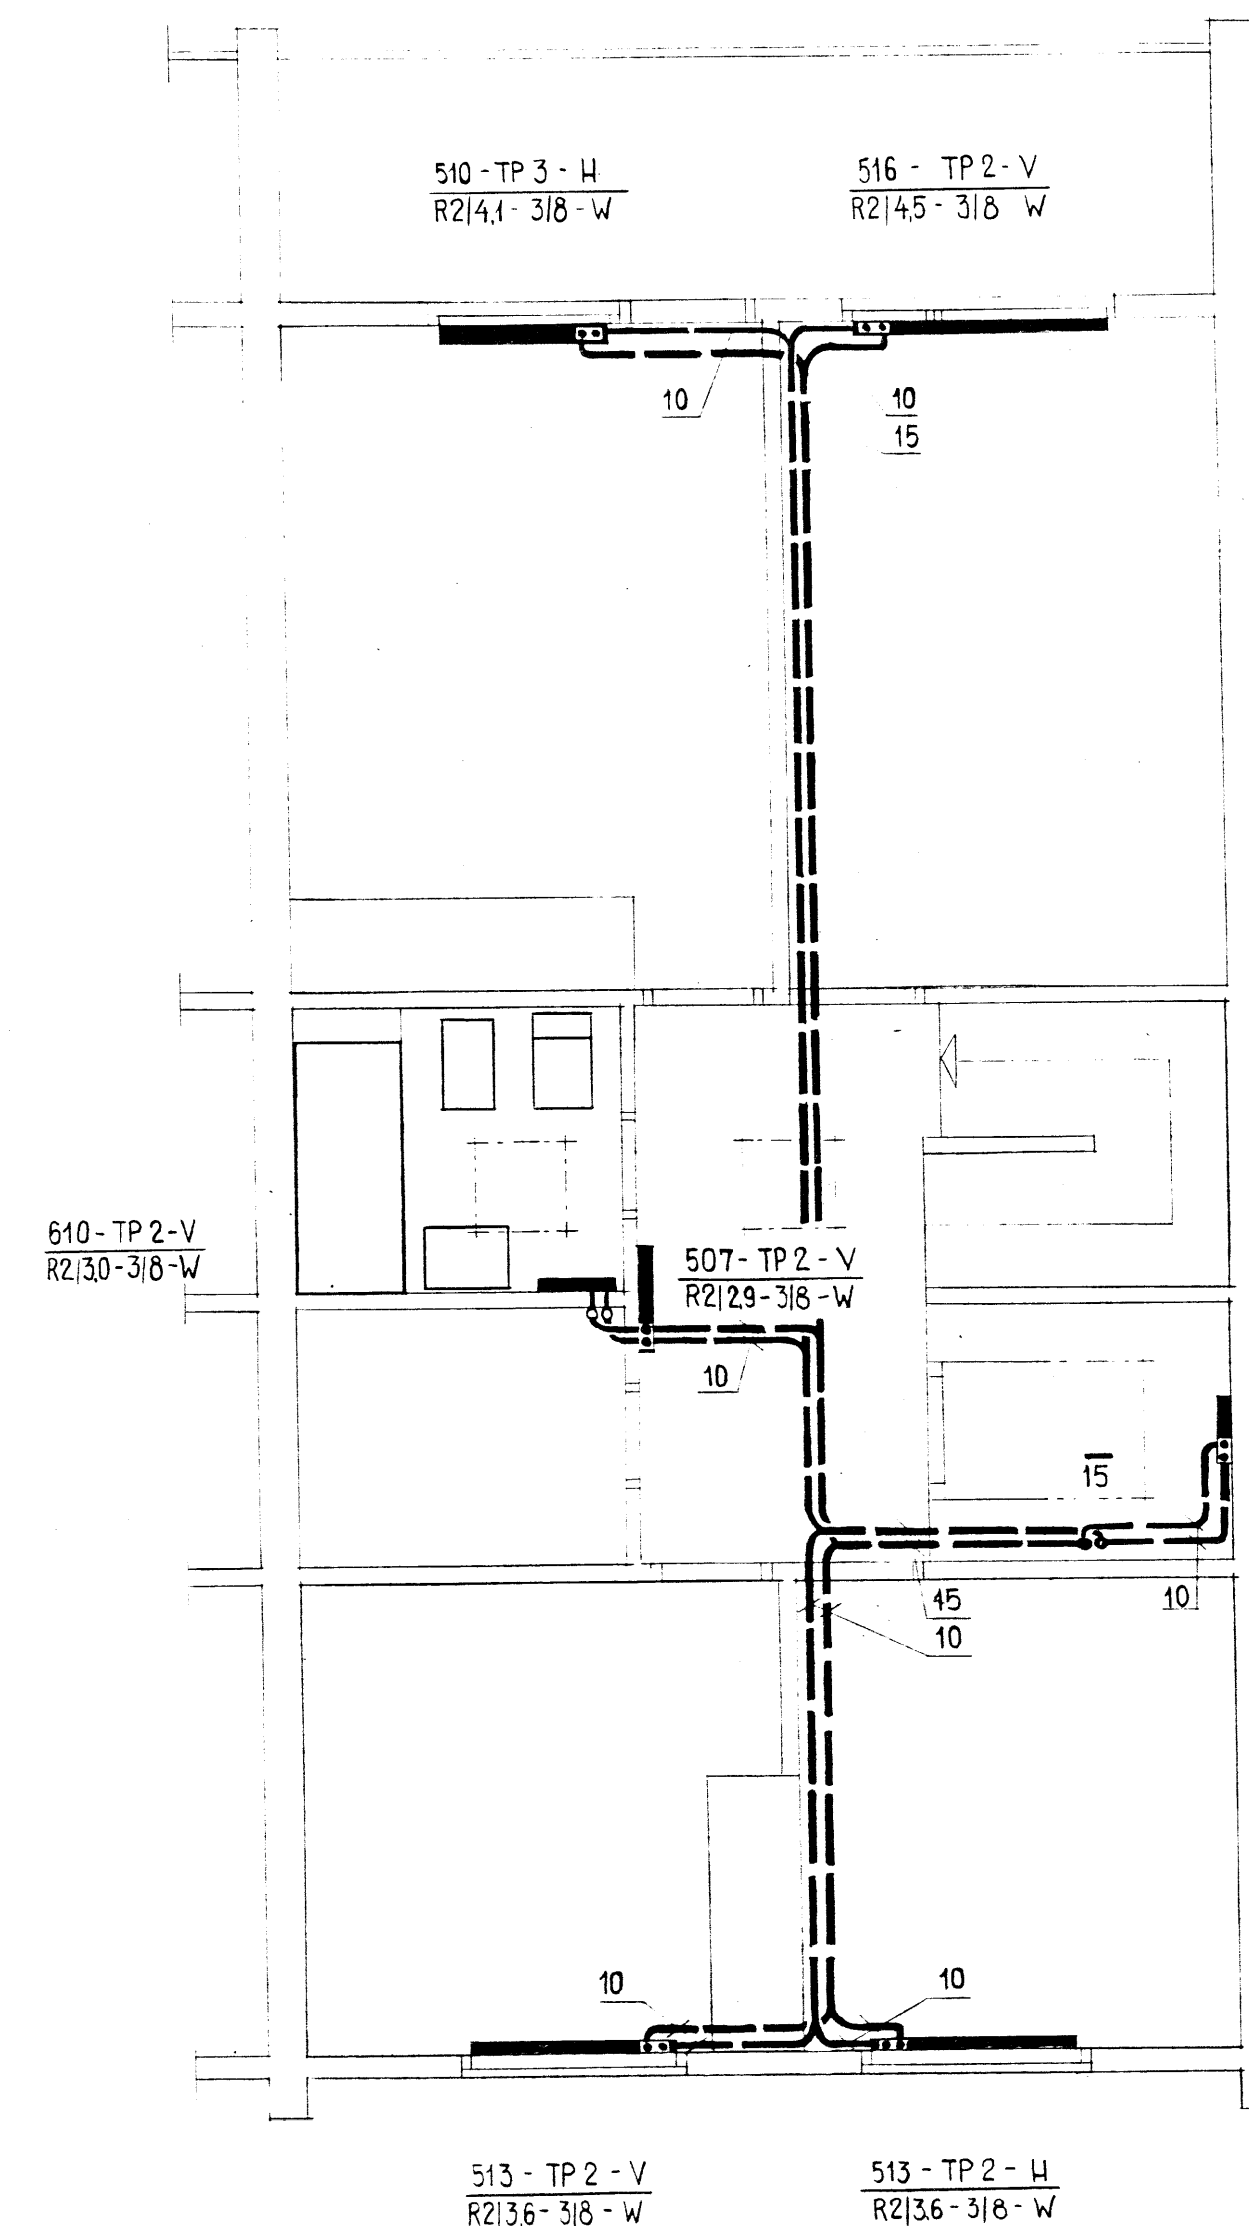 510 - TP 3 - H
R2/4,1 - 3/8 - W
516 - TP 2 - V
R2/4,5 - 3/8 W
10
10
15
610 - TP 2 - V
R2/3,0 - 3/8 - W
507 - TP 2 - V
R2/2,9 - 3/8 - W
10
15
15
10
10
10
10
513 - TP 2 - V
R2/3,6 - 3/8 - W
513 - TP 2 - H
R2/3,6 - 3/8 - W